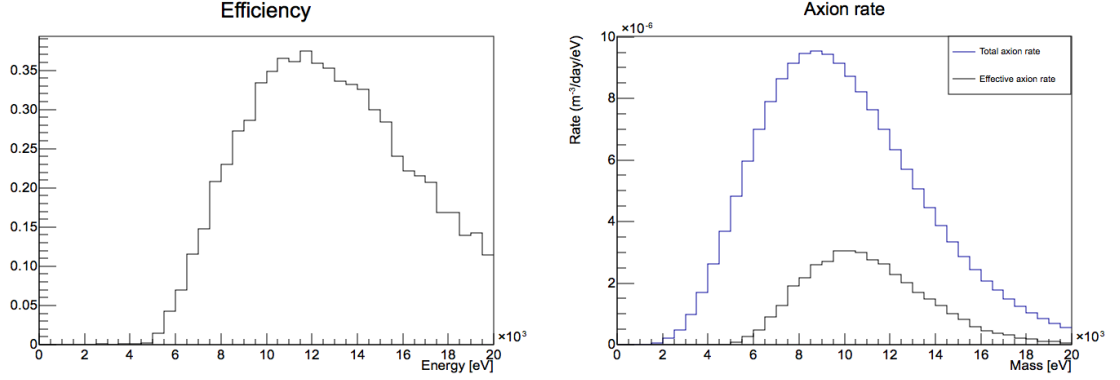 Efficiency
0.35
0.30
0.25
0.20
0.15
0.10
0.05
0
0 2 4 6 8 10 12 14 16 18 20
×10³
Energy [eV]
Axion rate
×10⁻⁶
Rate (m⁻³/day/eV)
10
8
6
4
2
0
Total axion rate
Effective axion rate
0 2 4 6 8 10 12 14 16 18 20
×10³
Mass [eV]